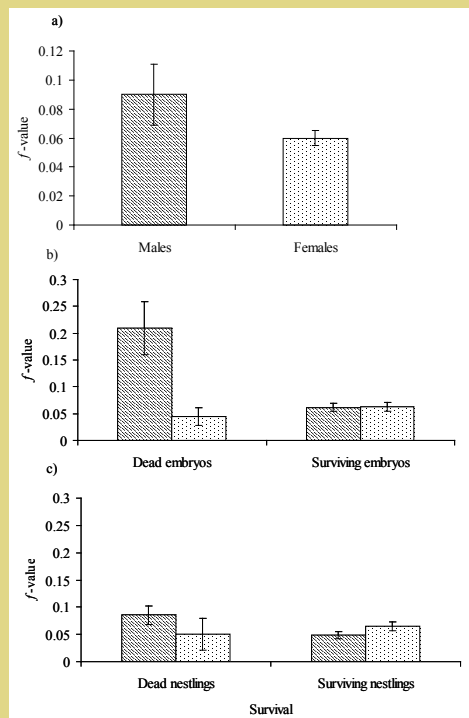 a)
0.12
0.1
0.08
0.06
0.04
0.02
0
f-value
Males Females
b)
0.3
0.25
0.2
0.15
0.1
0.05
0
f-value
Dead embryos Surviving embryos
c)
0.3
0.25
0.2
0.15
0.1
0.05
0
f-value
Dead nestlings Surviving nestlings
Survival